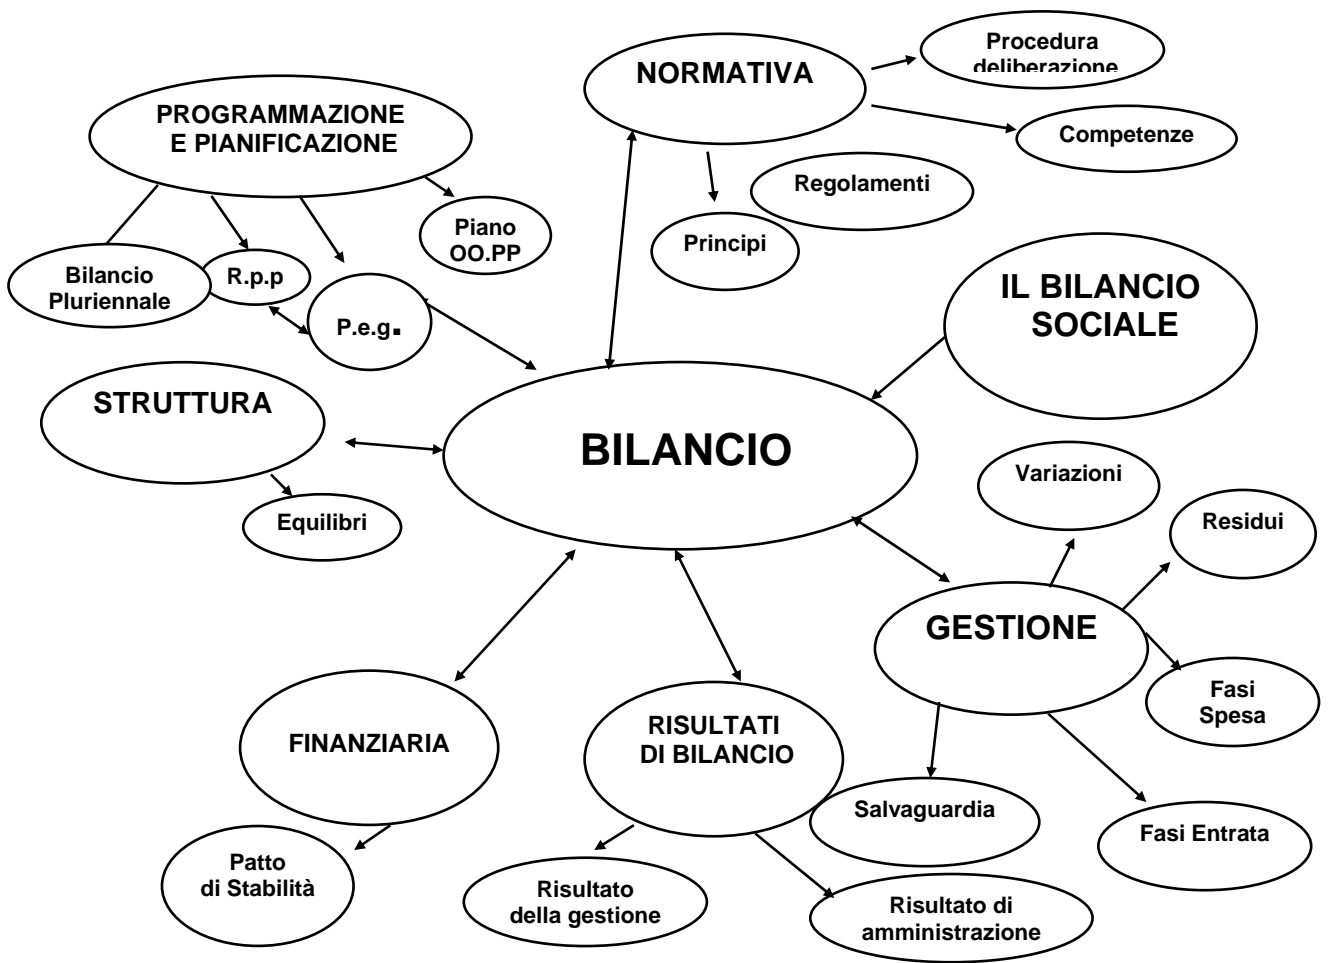 Procedura
deliberazione
NORMATIVA
PROGRAMMAZIONE
E PIANIFICAZIONE
Competenze
Regolamenti
Piano
OO.PP
Principi
Bilancio
Pluriennale
R.p.p
P.e.g.
IL BILANCIO
SOCIALE
STRUTTURA
BILANCIO
Variazioni
Equilibri
Residui
GESTIONE
Fasi
Spesa
FINANZIARIA
RISULTATI
DI BILANCIO
Salvaguardia
Fasi Entrata
Patto
di Stabilità
Risultato
della gestione
Risultato di
amministrazione